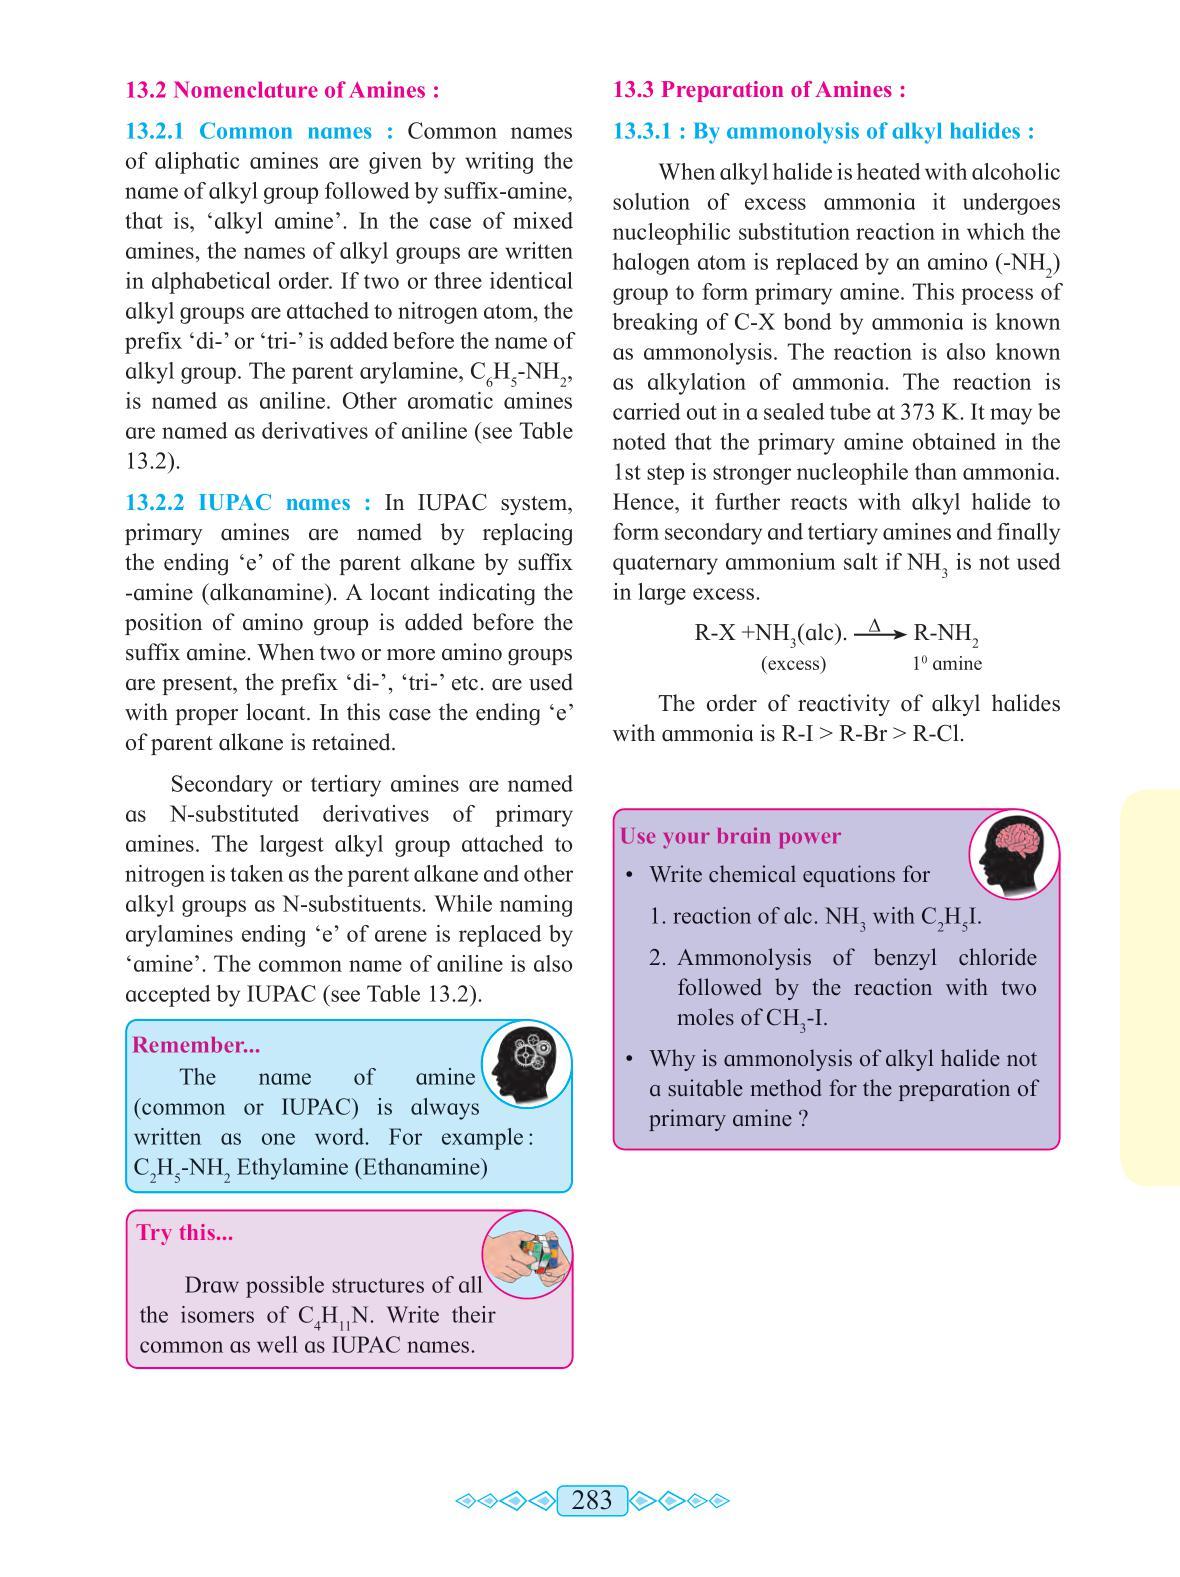 13.2 Nomenclature of Amines :
13.2.1 Common names : Common names
of aliphatic amines are given by writing the
name of alkyl group followed by suffix-amine,
that is, ‘alkyl amine’. In the case of mixed
amines, the names of alkyl groups are written
in alphabetical order. If two or three identical
alkyl groups are attached to nitrogen atom, the
prefix ‘di-’ or ‘tri-’ is added before the name of
alkyl group. The parent arylamine, C₆H₅-NH₂,
is named as aniline. Other aromatic amines
are named as derivatives of aniline (see Table
13.2).
13.2.2 IUPAC names : In IUPAC system,
primary amines are named by replacing
the ending ‘e’ of the parent alkane by suffix
-amine (alkanamine). A locant indicating the
position of amino group is added before the
suffix amine. When two or more amino groups
are present, the prefix ‘di-’, ‘tri-’ etc. are used
with proper locant. In this case the ending ‘e’
of parent alkane is retained.
Secondary or tertiary amines are named
as N-substituted derivatives of primary
amines. The largest alkyl group attached to
nitrogen is taken as the parent alkane and other
alkyl groups as N-substituents. While naming
arylamines ending ‘e’ of arene is replaced by
‘amine’. The common name of aniline is also
accepted by IUPAC (see Table 13.2).
Remember...
The name of amine
(common or IUPAC) is always
written as one word. For example :
C₂H₅-NH₂ Ethylamine (Ethanamine)
Try this...
Draw possible structures of all
the isomers of C₄H₁₁N. Write their
common as well as IUPAC names.
13.3 Preparation of Amines :
13.3.1 : By ammonolysis of alkyl halides :
When alkyl halide is heated with alcoholic
solution of excess ammonia it undergoes
nucleophilic substitution reaction in which the
halogen atom is replaced by an amino (-NH₂)
group to form primary amine. This process of
breaking of C-X bond by ammonia is known
as ammonolysis. The reaction is also known
as alkylation of ammonia. The reaction is
carried out in a sealed tube at 373 K. It may be
noted that the primary amine obtained in the
1st step is stronger nucleophile than ammonia.
Hence, it further reacts with alkyl halide to
form secondary and tertiary amines and finally
quaternary ammonium salt if NH₃ is not used
in large excess.
R-X +NH₃(alc). Δ→ R-NH₂
(excess) 1⁰ amine
The order of reactivity of alkyl halides
with ammonia is R-I > R-Br > R-Cl.
Use your brain power
• Write chemical equations for
1. reaction of alc. NH₃ with C₂H₅I.
2. Ammonolysis of benzyl chloride
followed by the reaction with two
moles of CH₃-I.
• Why is ammonolysis of alkyl halide not
a suitable method for the preparation of
primary amine ?
283